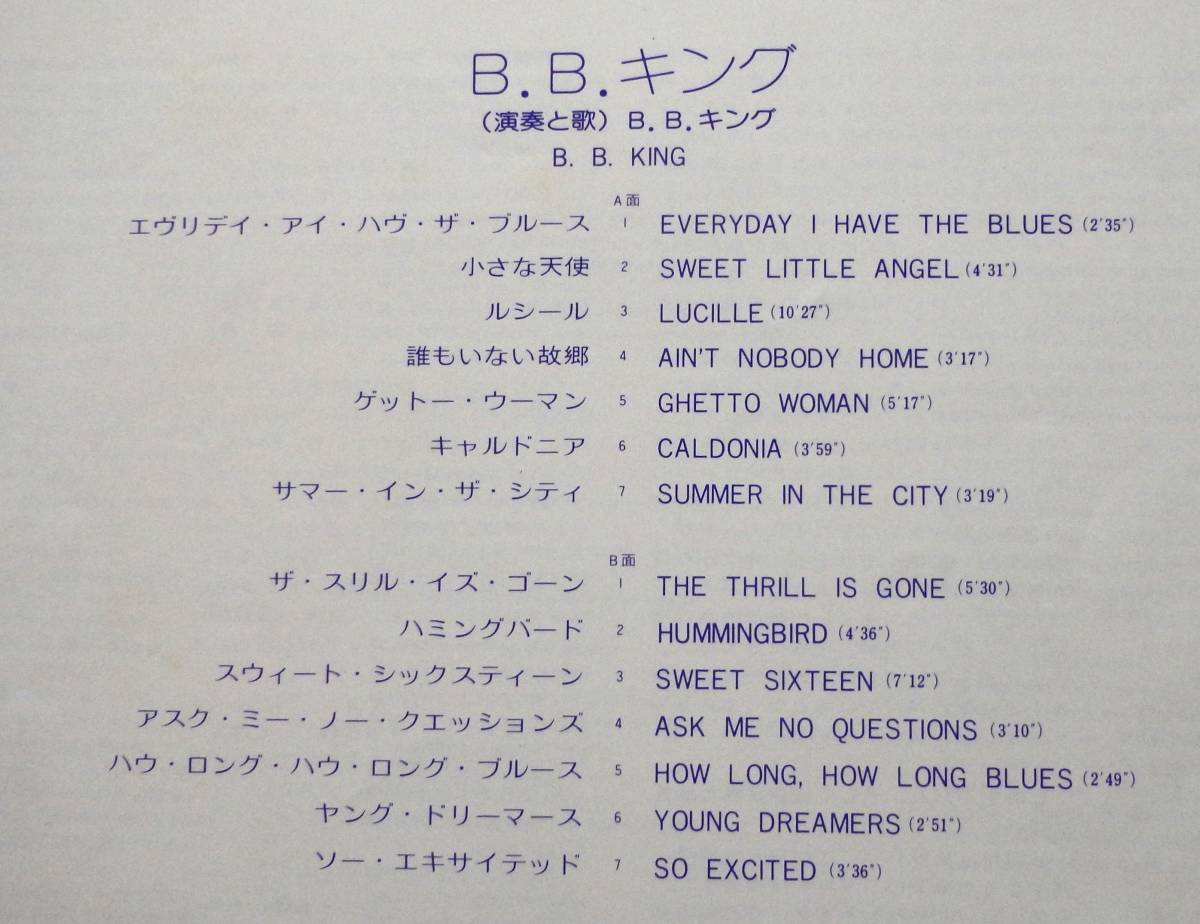 B.B.キング
(演奏と歌) B.B.キング
B. B. KING
A面
エヴリデイ・アイ・ハヴ・ザ・ブルース 1 EVERYDAY I HAVE THE BLUES (2'35")
小さな天使 2 SWEET LITTLE ANGEL (4'31")
ルシール 3 LUCILLE (10'27")
誰もいない故郷 4 AIN'T NOBODY HOME (3'17")
ゲットー・ウーマン 5 GHETTO WOMAN (5'17")
キャルドニア 6 CALDONIA (3'59")
サマー・イン・ザ・シティ 7 SUMMER IN THE CITY (3'19")
B面
ザ・スリル・イズ・ゴーン 1 THE THRILL IS GONE (5'30")
ハミングバード 2 HUMMINGBIRD (4'36")
スウィート・シックスティーン 3 SWEET SIXTEEN (7'12")
アスク・ミー・ノー・クエッションズ 4 ASK ME NO QUESTIONS (3'10")
ハウ・ロング・ハウ・ロング・ブルース 5 HOW LONG, HOW LONG BLUES (2'49")
ヤング・ドリーマース 6 YOUNG DREAMERS (2'51")
ソー・エキサイテッド 7 SO EXCITED (3'36")